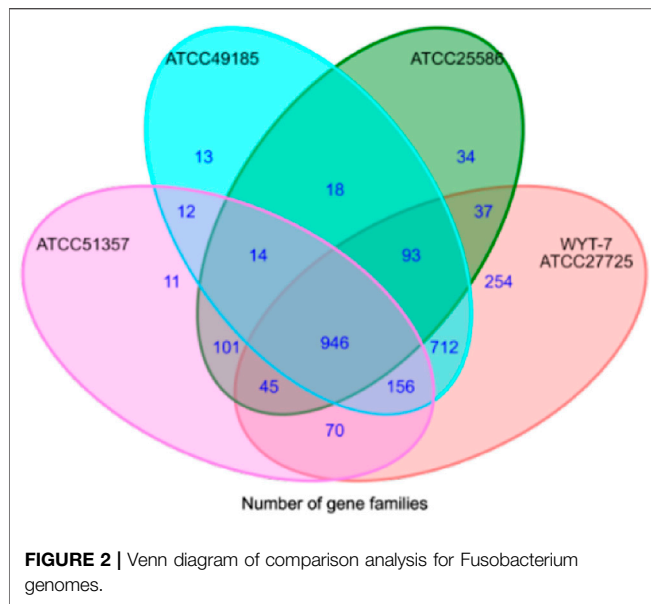 ATCC49185
ATCC25586
13
34
18
12
37
ATCC51357
14
93
WYT-7
ATCC27725
11
254
101
946
712
45
156
70
Number of gene families
FIGURE 2 | Venn diagram of comparison analysis for Fusobacterium
genomes.